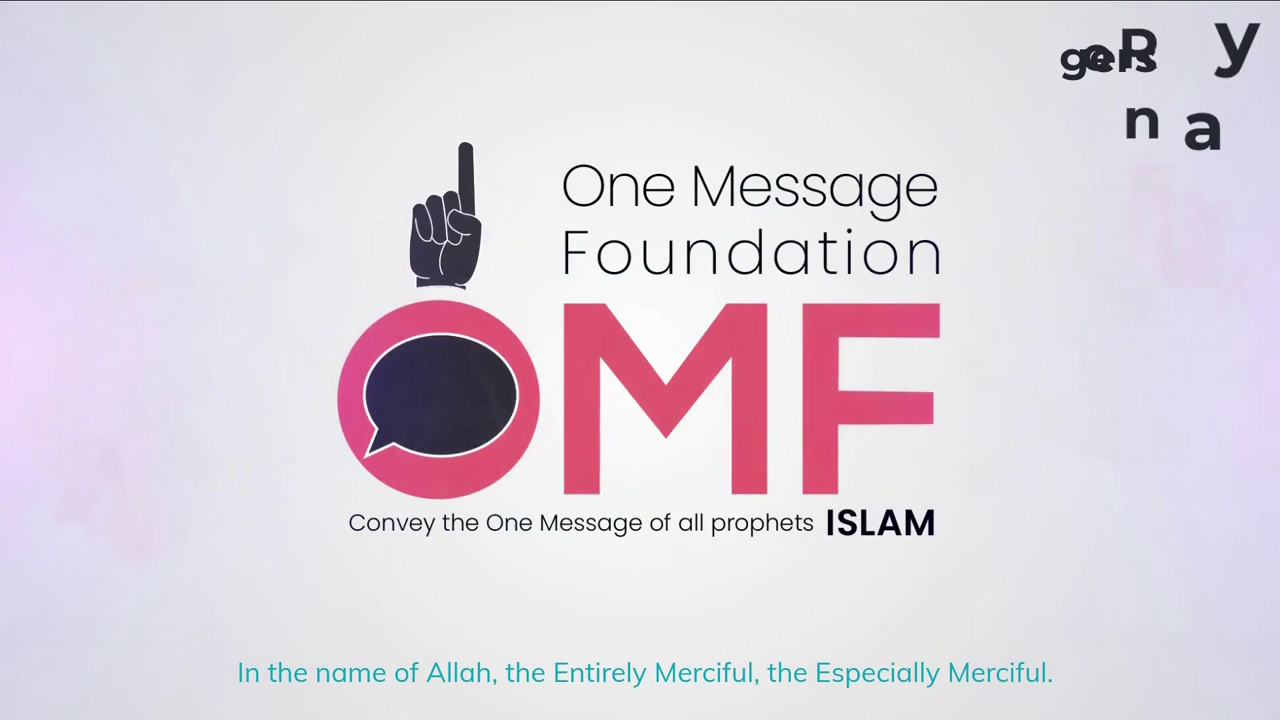 One Message
Foundation
OMF
Convey the One Message of all prophets ISLAM
In the name of Allah, the Entirely Merciful, the Especially Merciful.